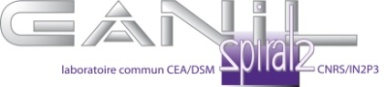 GANIL
spiral2
laboratoire commun CEA/DSM CNRS/IN2P3